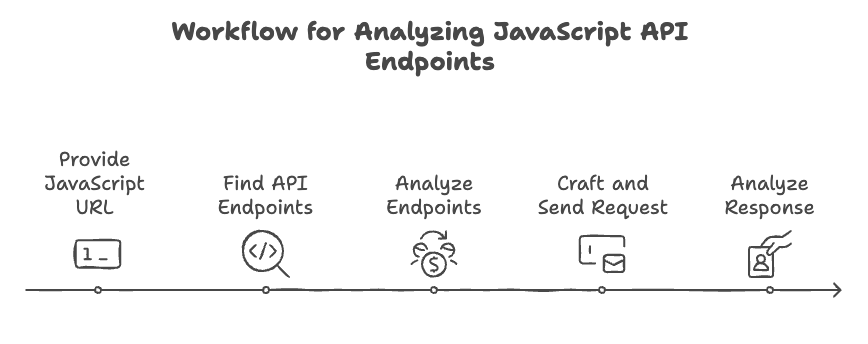 Workflow for Analyzing JavaScript API
Endpoints
Provide
JavaScript
URL
Find API
Endpoints
Analyze
Endpoints
Craft and
Send Request
Analyze
Response
1_
</>
$